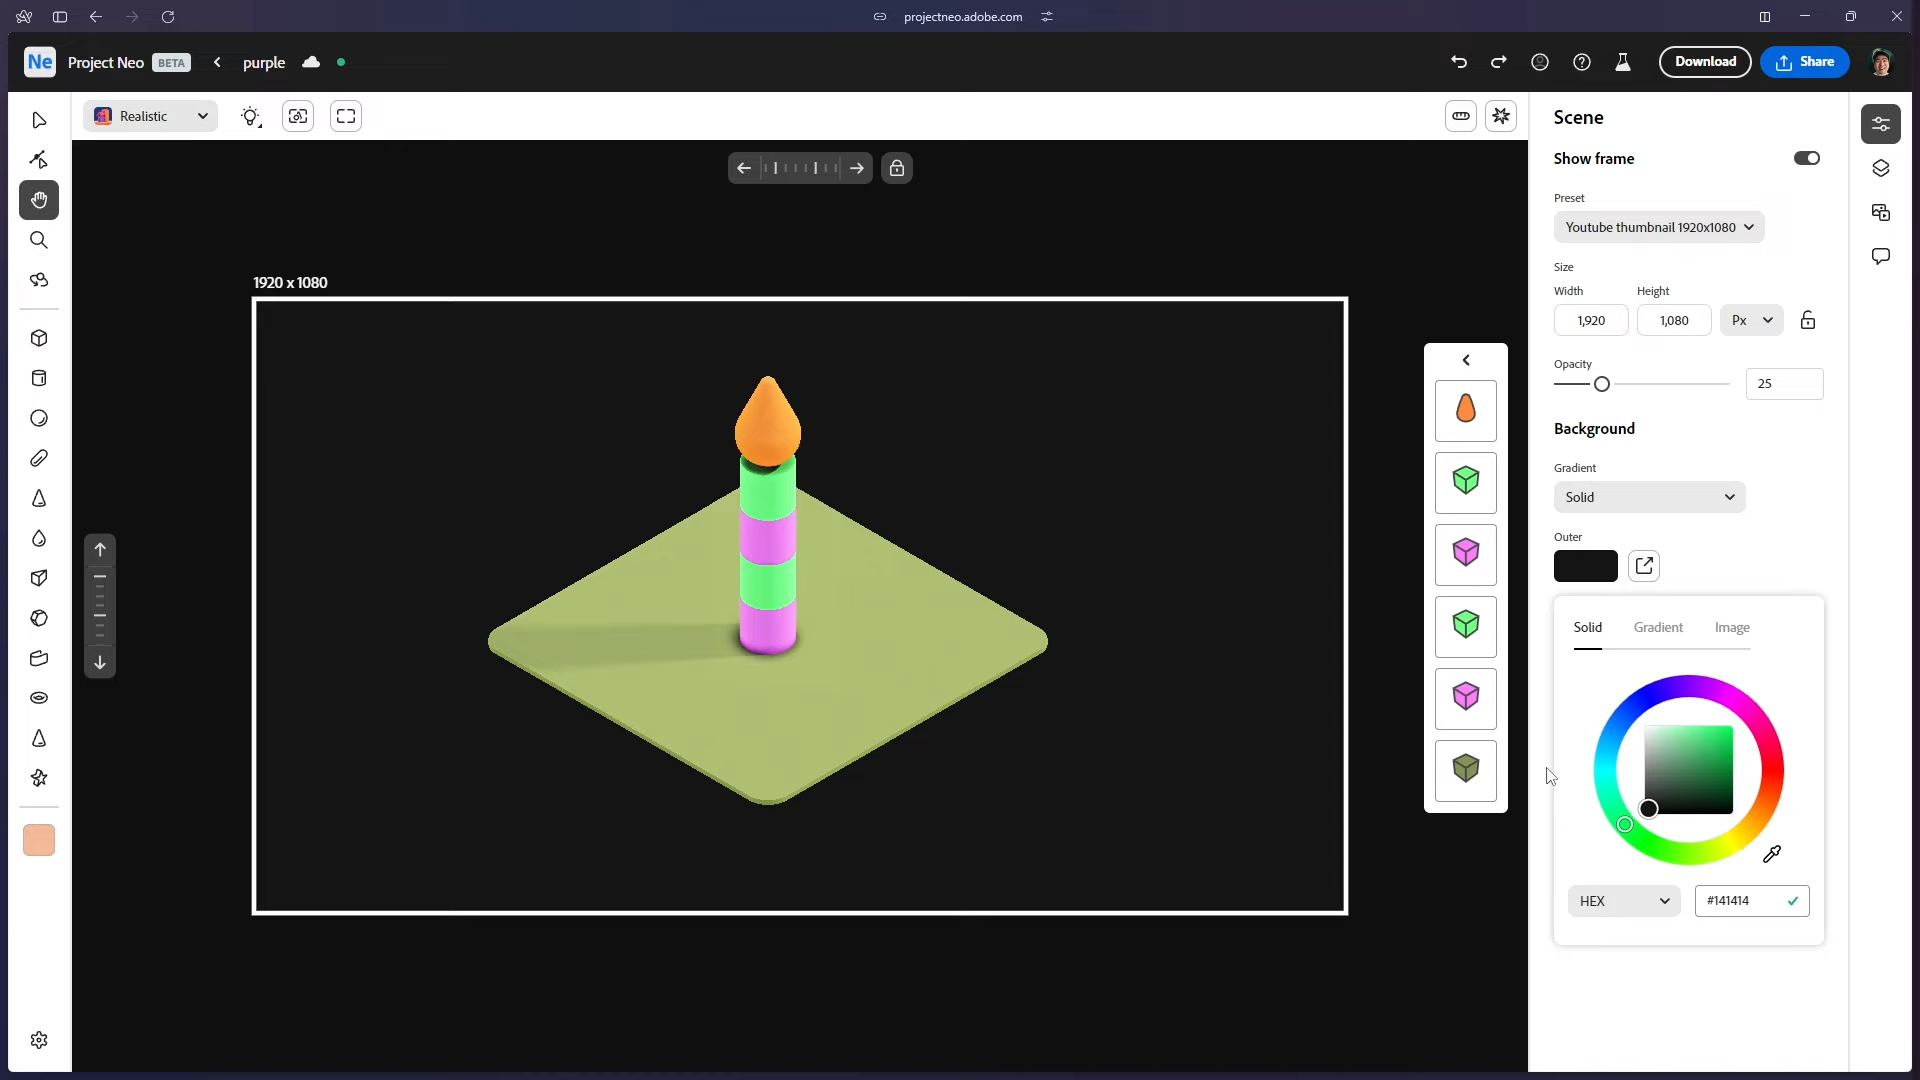 projectneo.adobe.com
Ne Project Neo BETA purple Download Share
Realistic
1920 x 1080
Scene
Show frame
Preset
Youtube thumbnail 1920x1080
Size
Width Height
1,920 1,080 Px
Opacity
25
Background
Gradient
Solid
Outer
Solid Gradient Image
HEX #141414